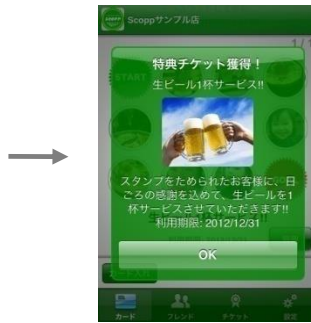 SCOPP
Scoppサンプル店
特典チケット獲得！
生ビール1杯サービス!!
スタンプをためられたお客様に、日
ごろの感謝を込めて、生ビールを1
杯サービスさせていただきます!!
利用期限: 2012/12/31
OK
カード
フレンド
チケット
設定